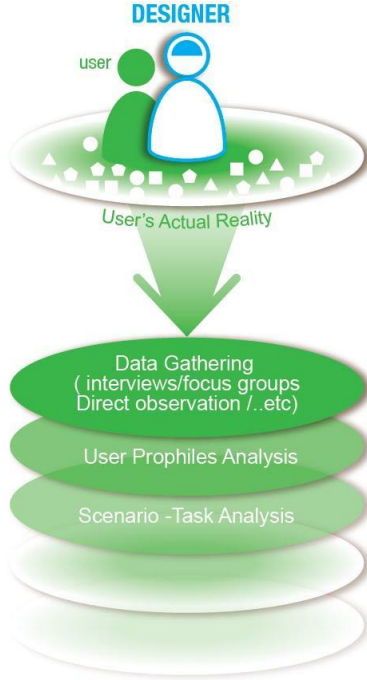 DESIGNER
user
User's Actual Reality
Data Gathering
( interviews/focus groups
Direct observation /..etc)
User Prophiles Analysis
Scenario -Task Analysis